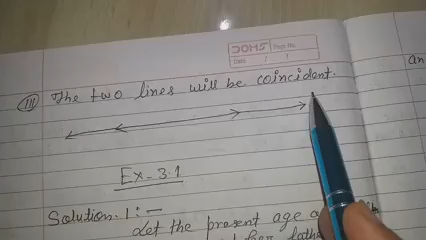 DOMS Page No.
Date / /
(III) The two lines will be coincident.
an
Ex-3.1
Solution.1:-
Let the present age